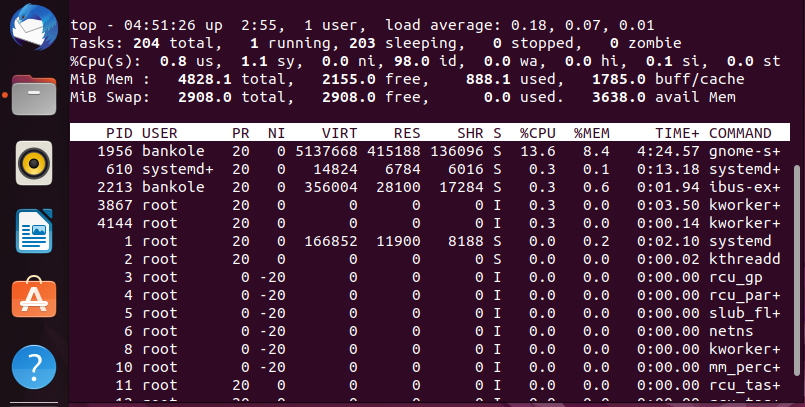 top - 04:51:26 up  2:55,  1 user,  load average: 0.18, 0.07, 0.01
Tasks: 204 total,   1 running, 203 sleeping,   0 stopped,   0 zombie
%Cpu(s):  0.8 us,  1.1 sy,  0.0 ni, 98.0 id,  0.0 wa,  0.0 hi,  0.1 si,  0.0 st
MiB Mem :   4828.1 total,   2155.0 free,    888.1 used,   1785.0 buff/cache
MiB Swap:   2908.0 total,   2908.0 free,      0.0 used.   3638.0 avail Mem
PID USER      PR  NI    VIRT    RES    SHR S  %CPU  %MEM     TIME+ COMMAND
1956 bankole   20   0 5137668 415188 136096 S  13.6   8.4   4:24.57 gnome-s+
610 systemd+  20   0   14824   6784   6016 S   0.3   0.1   0:13.18 systemd+
2213 bankole   20   0  356004  28100  17284 S   0.3   0.6   0:01.94 ibus-ex+
3867 root      20   0       0      0      0 I   0.3   0.0   0:03.50 kworker+
4144 root      20   0       0      0      0 I   0.3   0.0   0:00.14 kworker+
1 root      20   0  166852  11900   8188 S   0.0   0.2   0:02.10 systemd
2 root      20   0       0      0      0 S   0.0   0.0   0:00.02 kthreadd
3 root       0 -20       0      0      0 I   0.0   0.0   0:00.00 rcu_gp
4 root       0 -20       0      0      0 I   0.0   0.0   0:00.00 rcu_par+
5 root       0 -20       0      0      0 I   0.0   0.0   0:00.00 slub_fl+
6 root       0 -20       0      0      0 I   0.0   0.0   0:00.00 netns
8 root       0 -20       0      0      0 I   0.0   0.0   0:00.00 kworker+
10 root       0 -20       0      0      0 I   0.0   0.0   0:00.00 mm_perc+
11 root      20   0       0      0      0 I   0.0   0.0   0:00.00 rcu_tas+